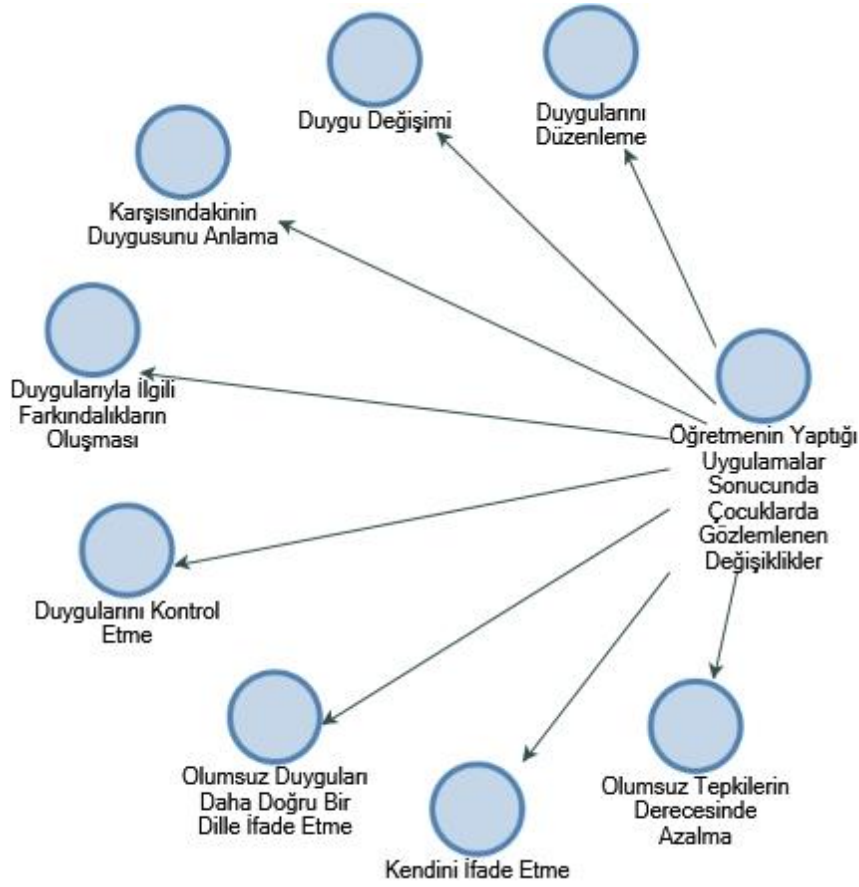 Duygu Değişimi
Duygularını
Düzenleme
Karşısındakinin
Duygusunu Anlama
Duygularıyla İlgili
Farkındalıkların
Oluşması
Öğretmenin Yaptığı
Uygulamalar
Sonucunda
Çocuklarda
Gözlemlenen
Değişiklikler
Duygularını Kontrol
Etme
Olumsuz Duyguları
Daha Doğru Bir
Dille İfade Etme
Kendini İfade Etme
Olumsuz Tepkilerin
Derecesinde
Azalma